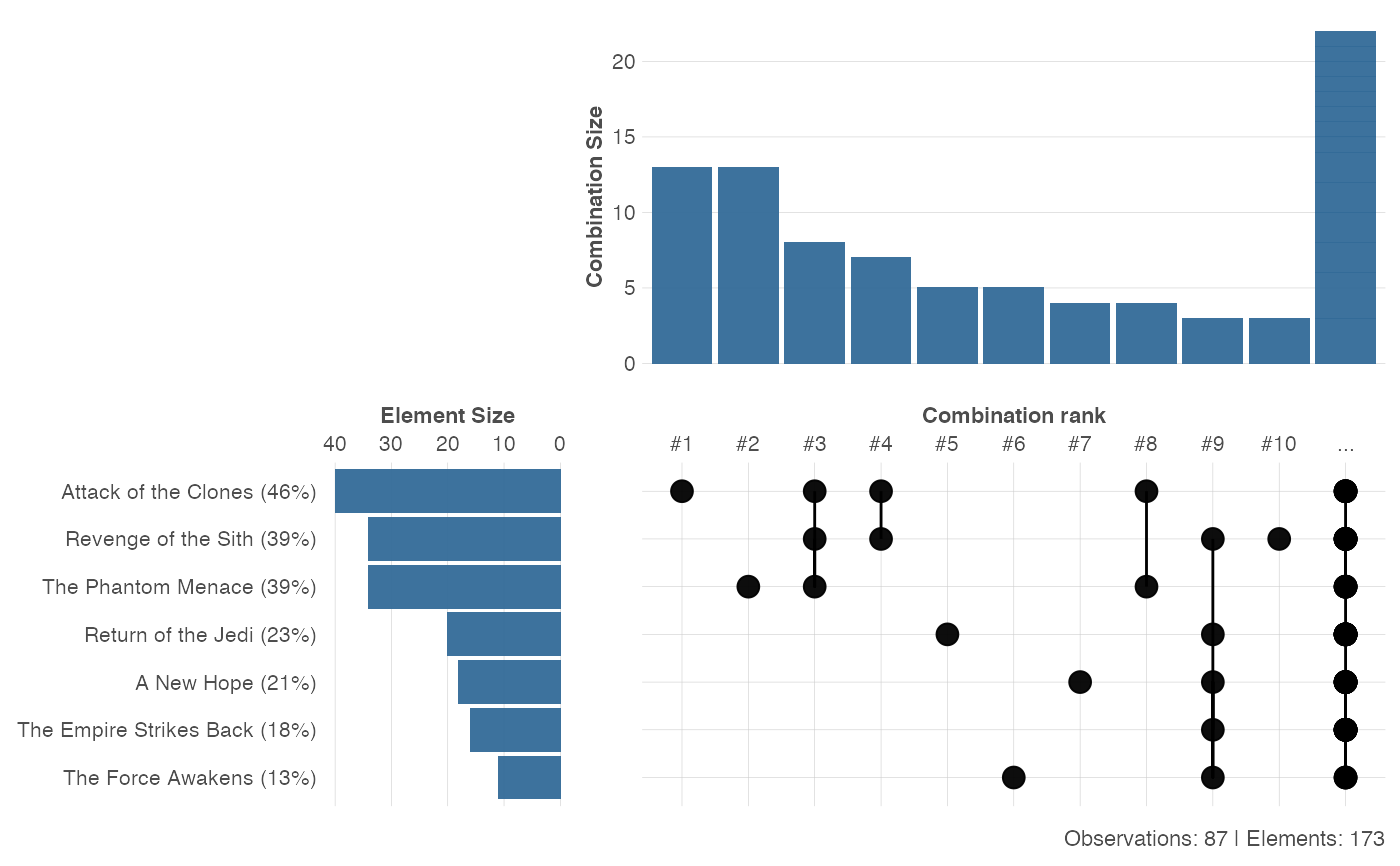 20
15
10
5
0
Combination Size
Element Size
40 30 20 10 0
Combination rank
#1 #2 #3 #4 #5 #6 #7 #8 #9 #10 ...
Attack of the Clones (46%)
Revenge of the Sith (39%)
The Phantom Menace (39%)
Return of the Jedi (23%)
A New Hope (21%)
The Empire Strikes Back (18%)
The Force Awakens (13%)
Observations: 87 | Elements: 173